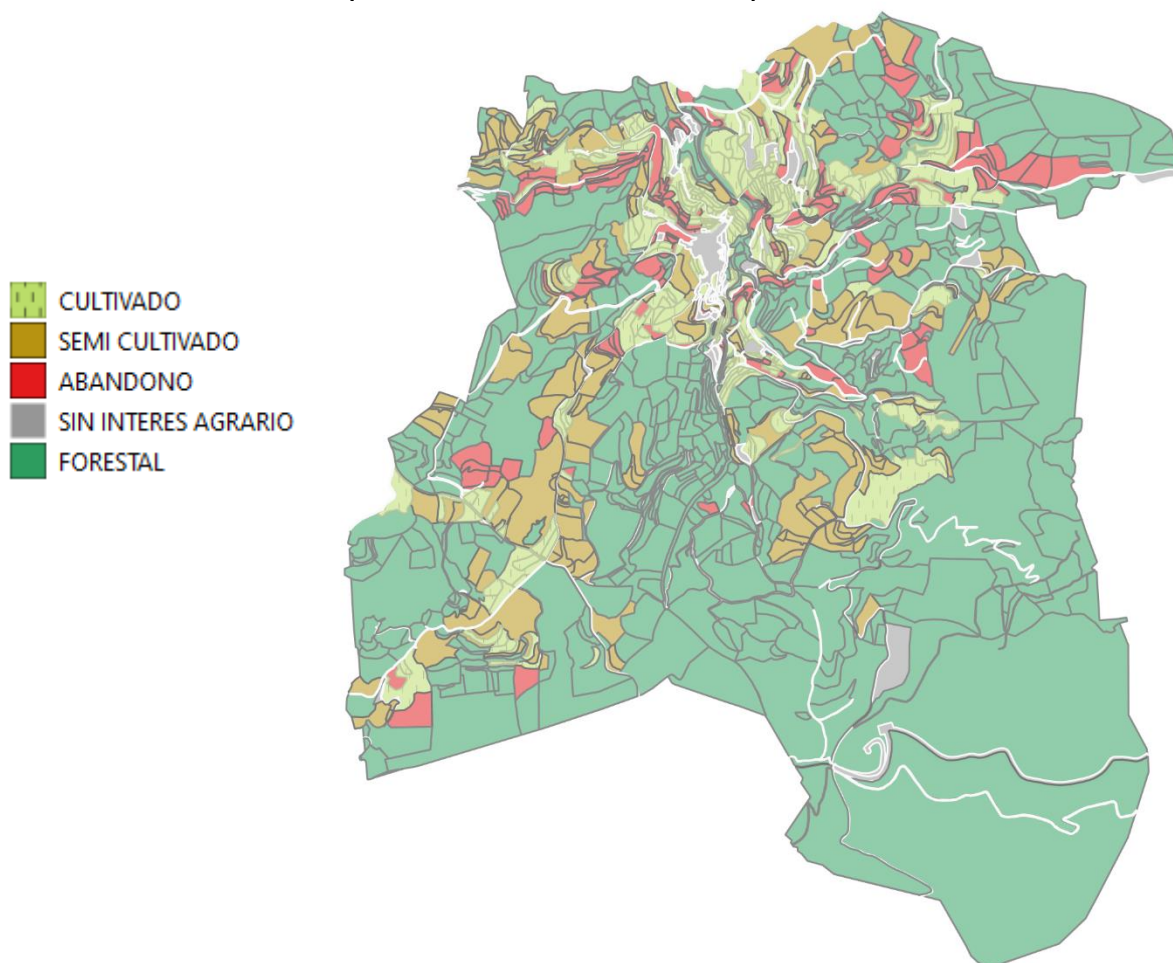 CULTIVADO
SEMI CULTIVADO
ABANDONO
SIN INTERES AGRARIO
FORESTAL